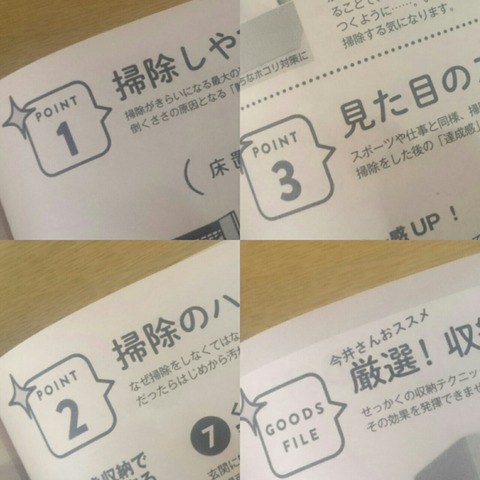 POINT
1
掃除しや
掃除がきらいになる最大の
倒くささの原因となる
床
ることで
つくように……。
掃除する気になります。
なホコリ対策に
POINT
3
見た目の
スポーツや仕事と同様、掃
掃除をした後の「達成感」
感UP！
POINT
2
掃除のハ
なぜ掃除をしなくてはな
だったらはじめから汚
7
収納で
玄関に
今井さんおススメ
厳選！収
GOODS
FILE
せっかくの収納テクニッ
その効果を発揮できませ